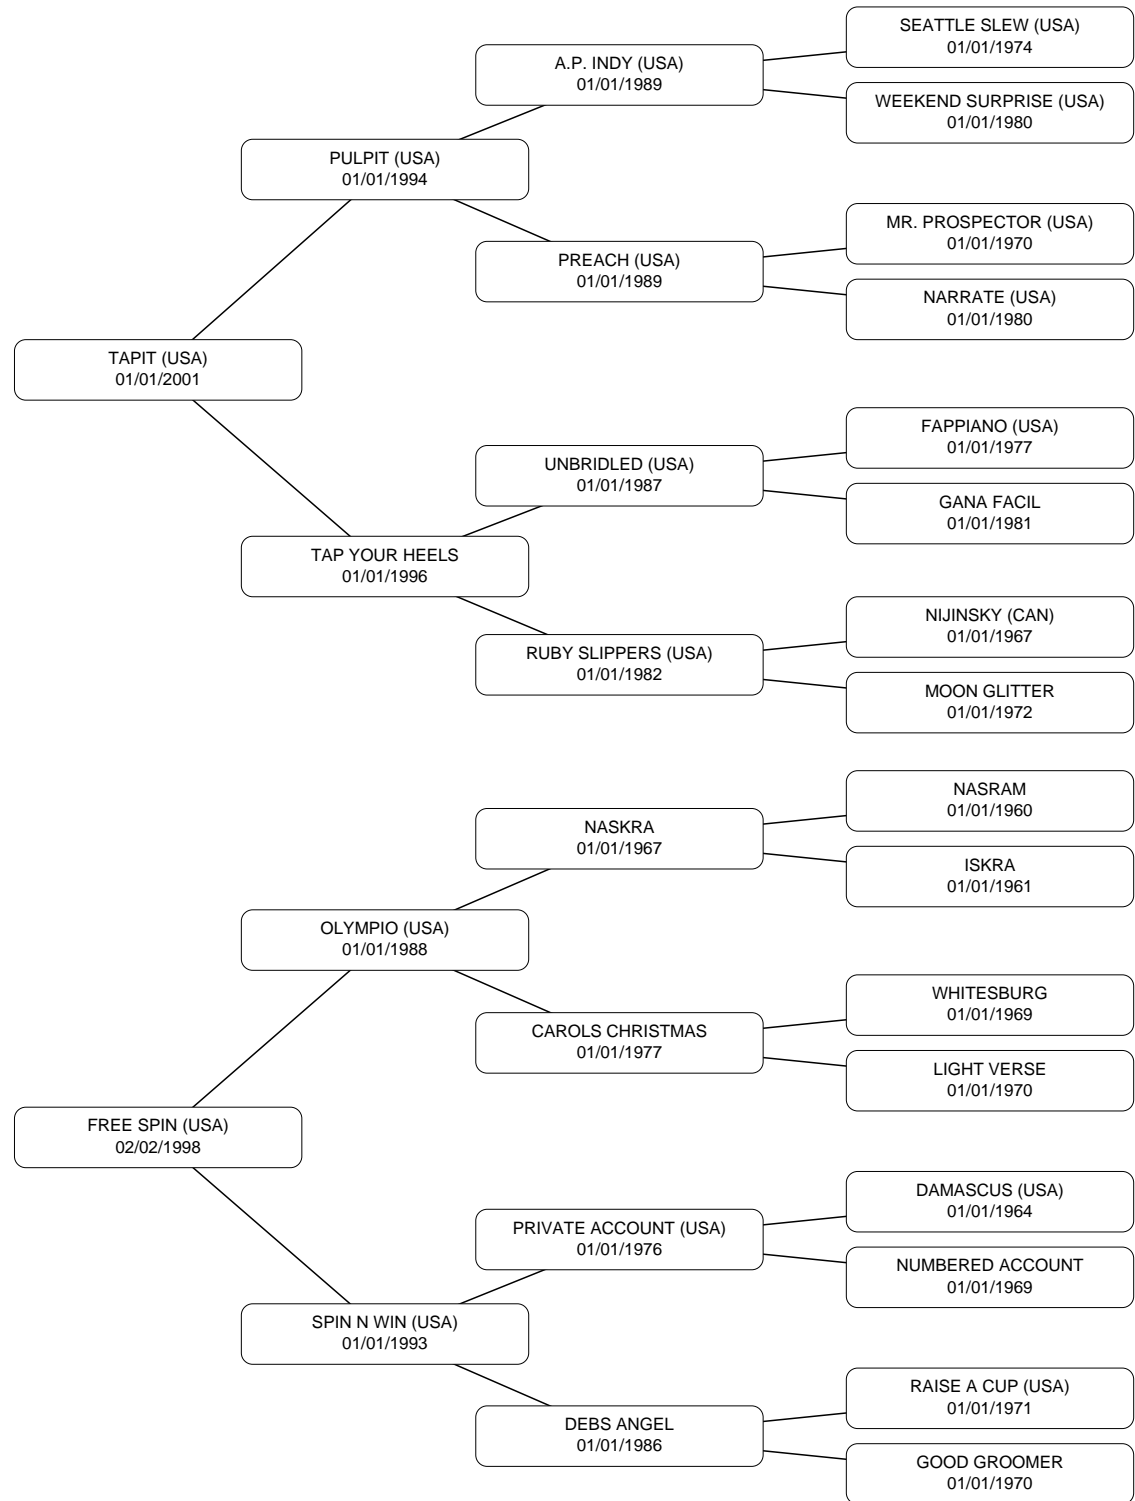 SEATTLE SLEW (USA)
01/01/1974
A.P. INDY (USA)
01/01/1989
WEEKEND SURPRISE (USA)
01/01/1980
PULPIT (USA)
01/01/1994
MR. PROSPECTOR (USA)
01/01/1970
PREACH (USA)
01/01/1989
NARRATE (USA)
01/01/1980
TAPIT (USA)
01/01/2001
FAPPIANO (USA)
01/01/1977
UNBRIDLED (USA)
01/01/1987
GANA FACIL
01/01/1981
TAP YOUR HEELS
01/01/1996
NIJINSKY (CAN)
01/01/1967
RUBY SLIPPERS (USA)
01/01/1982
MOON GLITTER
01/01/1972
NASRAM
01/01/1960
NASKRA
01/01/1967
ISKRA
01/01/1961
OLYMPIO (USA)
01/01/1988
WHITESBURG
01/01/1969
CAROLS CHRISTMAS
01/01/1977
LIGHT VERSE
01/01/1970
FREE SPIN (USA)
02/02/1998
DAMASCUS (USA)
01/01/1964
PRIVATE ACCOUNT (USA)
01/01/1976
NUMBERED ACCOUNT
01/01/1969
SPIN N WIN (USA)
01/01/1993
RAISE A CUP (USA)
01/01/1971
DEBS ANGEL
01/01/1986
GOOD GROOMER
01/01/1970